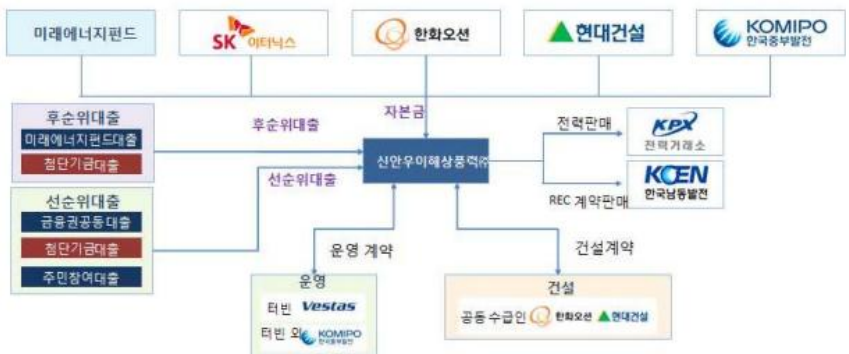 미래에너지펀드
SK 이터닉스
한화오션
현대건설
KOMIPO
한국중부발전
후순위대출
미래에너지펀드대출
첨단기금대출
후순위대출
자본금
신안우이해상풍력㈜
전력판매
KPX
전력거래소
선순위대출
금융권공동대출
첨단기금대출
주민참여대출
선순위대출
REC 계약판매
KOEN
한국남동발전
운영 계약
건설계약
운영
터빈 Vestas
터빈 외 KOMIPO
한국중부발전
건설
공동 수급인 한화오션 현대건설